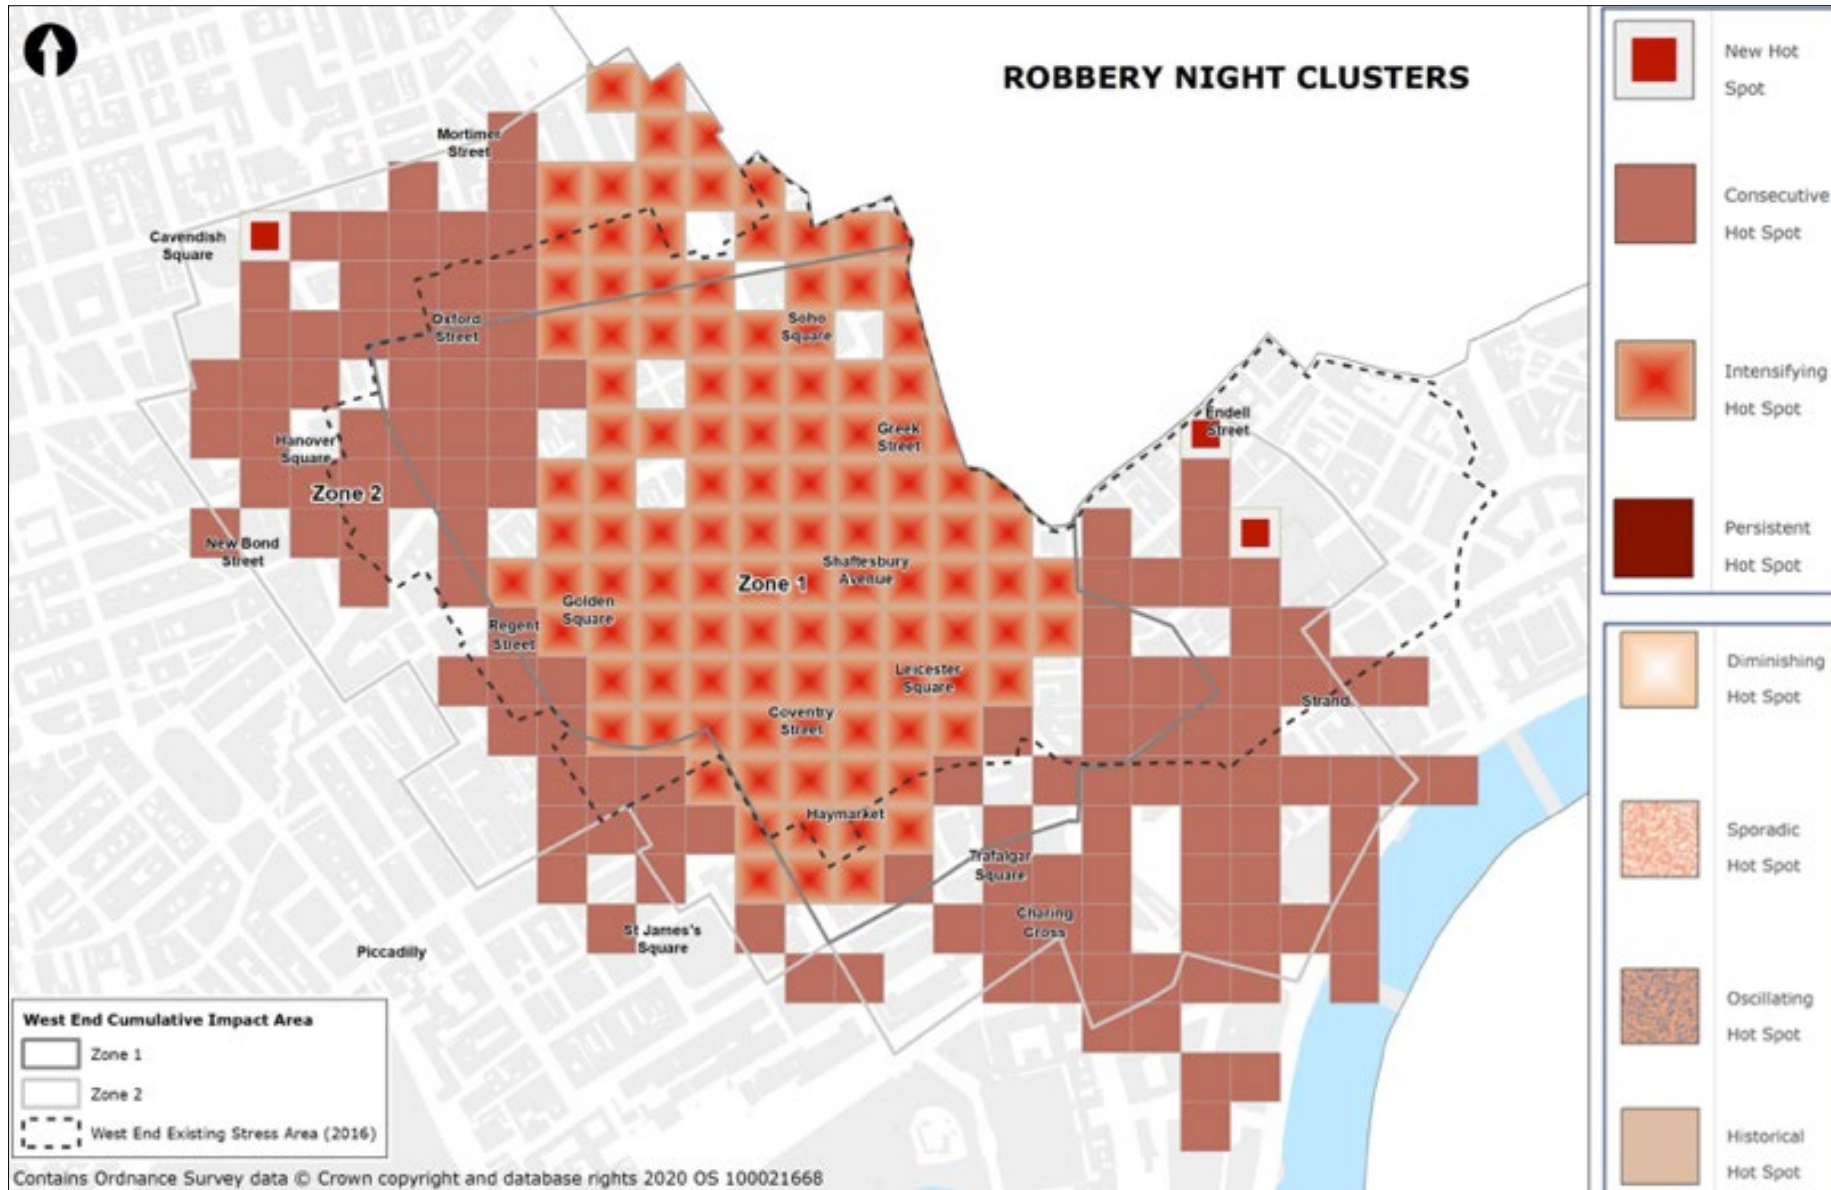 ROBBERY NIGHT CLUSTERS
Mortimer
Street
Cavendish
Square
Oxford
Street
Soho
Square
Hanover
Square
Greek
Street
Endell
Street
Zone 2
New Bond
Street
Shaftesbury
Avenue
Zone 1
Golden
Square
Regent
Street
Leicester
Square
Strand
Coventry
Street
Haymarket
Trafalgar
Square
Charing
Cross
St James's
Square
Piccadilly
West End Cumulative Impact Area
Zone 1
Zone 2
West End Existing Stress Area (2016)
Contains Ordnance Survey data © Crown copyright and database rights 2020 OS 100021668
New Hot
Spot
Consecutive
Hot Spot
Intensifying
Hot Spot
Persistent
Hot Spot
Diminishing
Hot Spot
Sporadic
Hot Spot
Oscillating
Hot Spot
Historical
Hot Spot